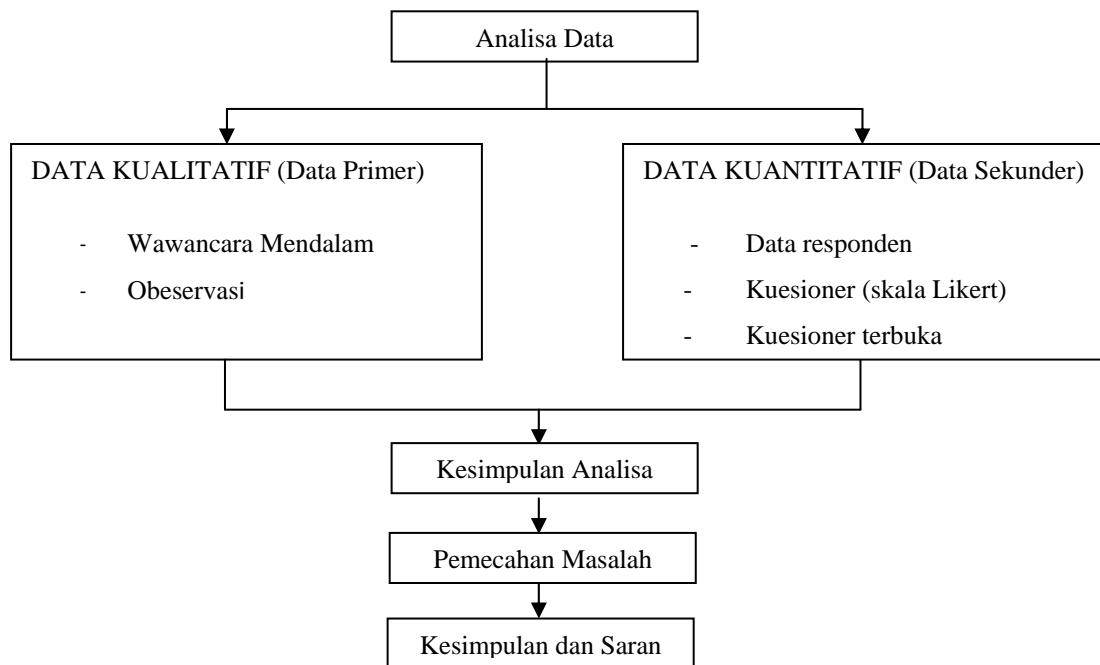 Analisa Data
DATA KUALITATIF (Data Primer)
- Wawancara Mendalam
- Obeservasi
DATA KUANTITATIF (Data Sekunder)
- Data responden
- Kuesioner (skala Likert)
- Kuesioner terbuka
Kesimpulan Analisa
Pemecahan Masalah
Kesimpulan dan Saran